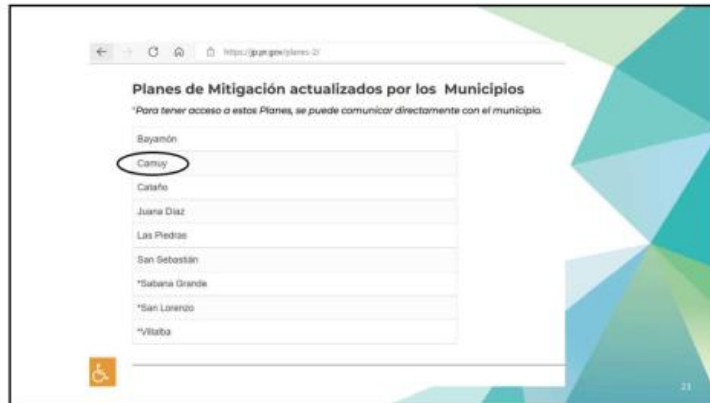 https://jp.pr.gov/planes-2/
Planes de Mitigación actualizados por los Municipios
*Para tener acceso a estos Planes, se puede comunicar directamente con el municipio.
Bayamón
Camuy
Cataño
Juana Díaz
Las Piedras
San Sebastián
*Sabana Grande
*San Lorenzo
*Villalba
23